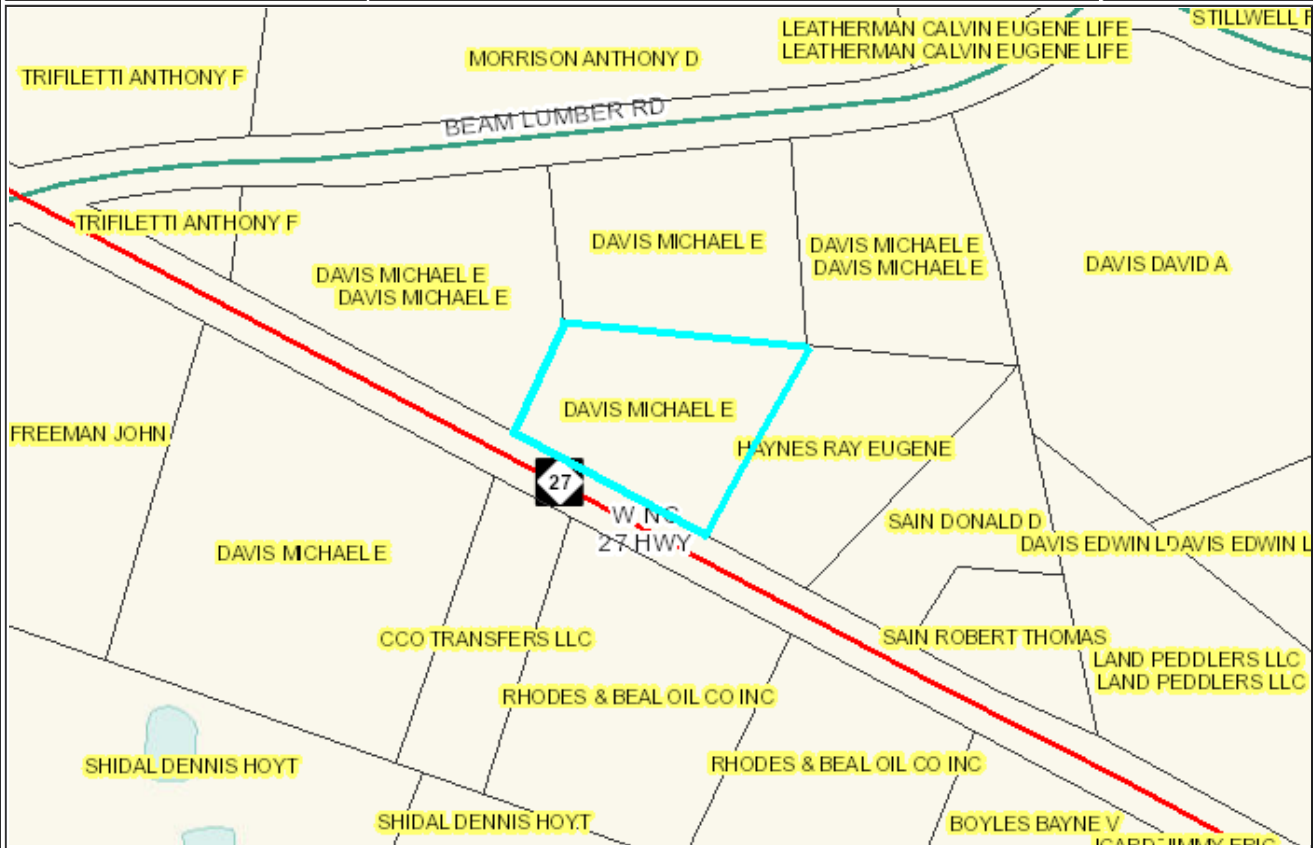 STILLWELL
LEATHERMAN CALVIN EUGENE LIFE
LEATHERMAN CALVIN EUGENE LIFE
MORRISON ANTHONY D
TRIFILETTI ANTHONY F
BEAM LUMBER RD
TRIFILETTI ANTHONY F
DAVIS MICHAEL E
DAVIS MICHAEL E
DAVIS MICHAEL E
DAVIS DAVID A
DAVIS MICHAEL E
DAVIS MICHAEL E
DAVIS MICHAEL E
FREEMAN JOHN
HAYNES RAY EUGENE
27
W NC
27 HWY
SAIN DONALD D
DAVIS EDWIN L
DAVIS EDWIN L
DAVIS MICHAEL E
CCO TRANSFERS LLC
SAIN ROBERT THOMAS
LAND PEDDLERS LLC
LAND PEDDLERS LLC
RHODES & BEAL OIL CO INC
SHIDAL DENNIS HOYT
RHODES & BEAL OIL CO INC
SHIDAL DENNIS HOYT
BOYLES BAYNE V